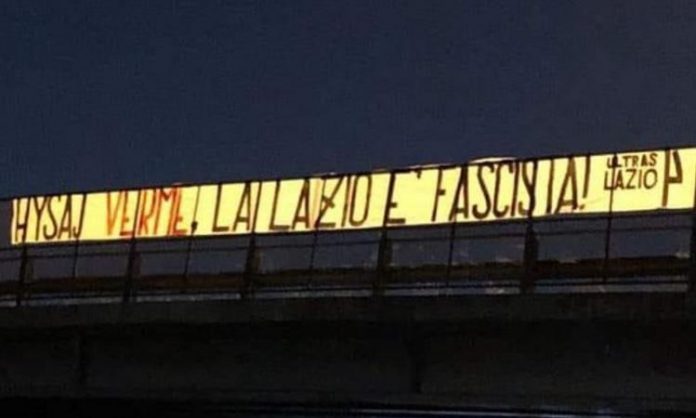 HYSAJ VERME, LA LAZIO E' FASCISTA!
ULTRAS
LAZIO